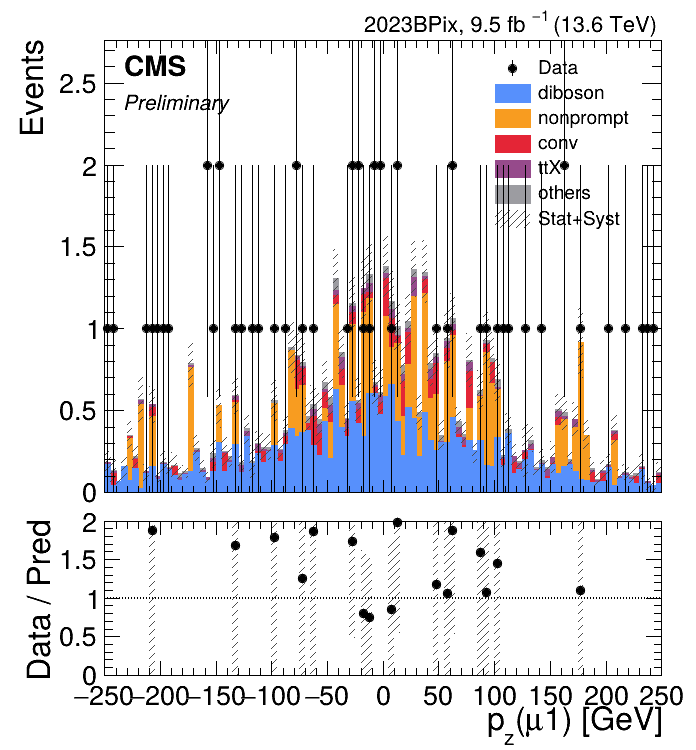 2023BPix, 9.5 fb⁻¹ (13.6 TeV)
Events
CMS
Preliminary
Data
diboson
nonprompt
conv
ttX
others
Stat+Syst
2.5
2
1.5
1
0.5
0
Data / Pred
2
1.5
1
0.5
0
−250 −200 −150 −100 −50 0 50 100 150 200 250
p_z(μ1) [GeV]